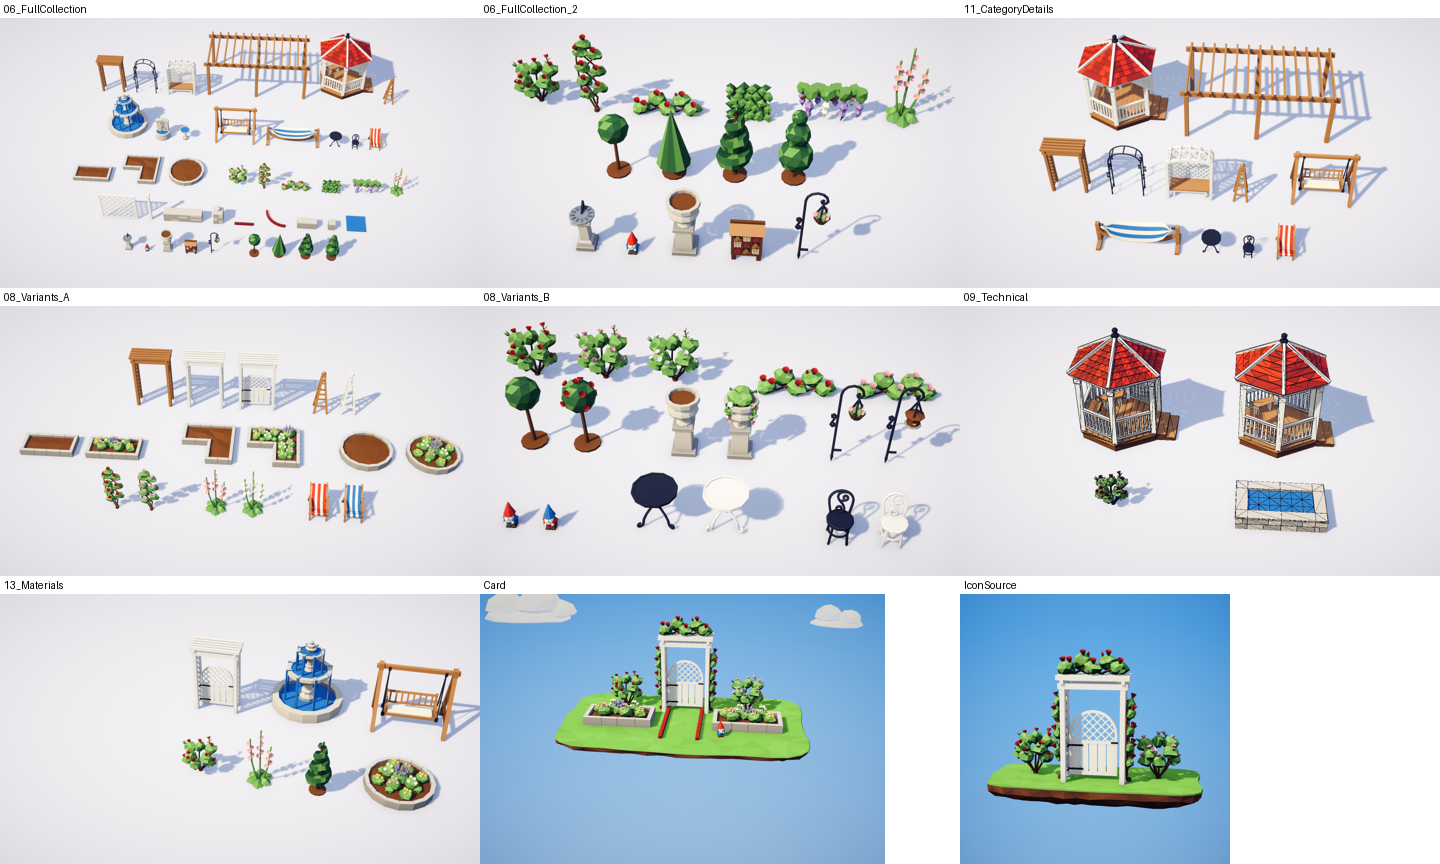 06_FullCollection
06_FullCollection_2
11_CategoryDetails
08_Variants_A
08_Variants_B
09_Technical
13_Materials
Card
IconSource